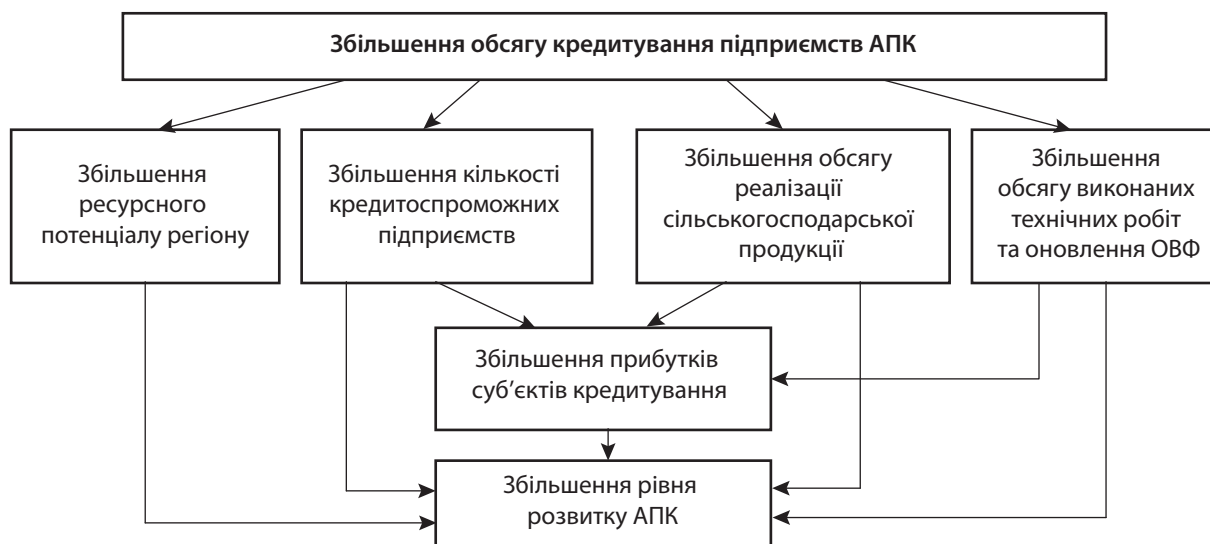 Збільшення обсягу кредитування підприємств АПК
Збільшення
ресурсного
потенціалу регіону
Збільшення кількості
кредитоспроможних
підприємств
Збільшення обсягу
реалізації
сільськогосподарської
продукції
Збільшення
обсягу виконаних
технічних робіт
та оновлення ОВФ
Збільшення прибутків
суб’єктів кредитування
Збільшення рівня
розвитку АПК